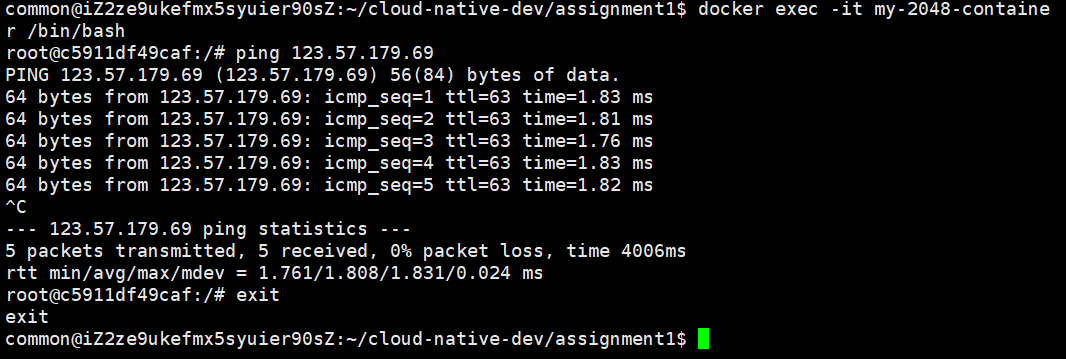 common@iZ2ze9ukefmx5syuier90sZ:~/cloud-native-dev/assignment1$ docker exec -it my-2048-containe
r /bin/bash
root@c5911df49caf:/# ping 123.57.179.69
PING 123.57.179.69 (123.57.179.69) 56(84) bytes of data.
64 bytes from 123.57.179.69: icmp_seq=1 ttl=63 time=1.83 ms
64 bytes from 123.57.179.69: icmp_seq=2 ttl=63 time=1.81 ms
64 bytes from 123.57.179.69: icmp_seq=3 ttl=63 time=1.76 ms
64 bytes from 123.57.179.69: icmp_seq=4 ttl=63 time=1.83 ms
64 bytes from 123.57.179.69: icmp_seq=5 ttl=63 time=1.82 ms
^C
--- 123.57.179.69 ping statistics ---
5 packets transmitted, 5 received, 0% packet loss, time 4006ms
rtt min/avg/max/mdev = 1.761/1.808/1.831/0.024 ms
root@c5911df49caf:/# exit
exit
common@iZ2ze9ukefmx5syuier90sZ:~/cloud-native-dev/assignment1$